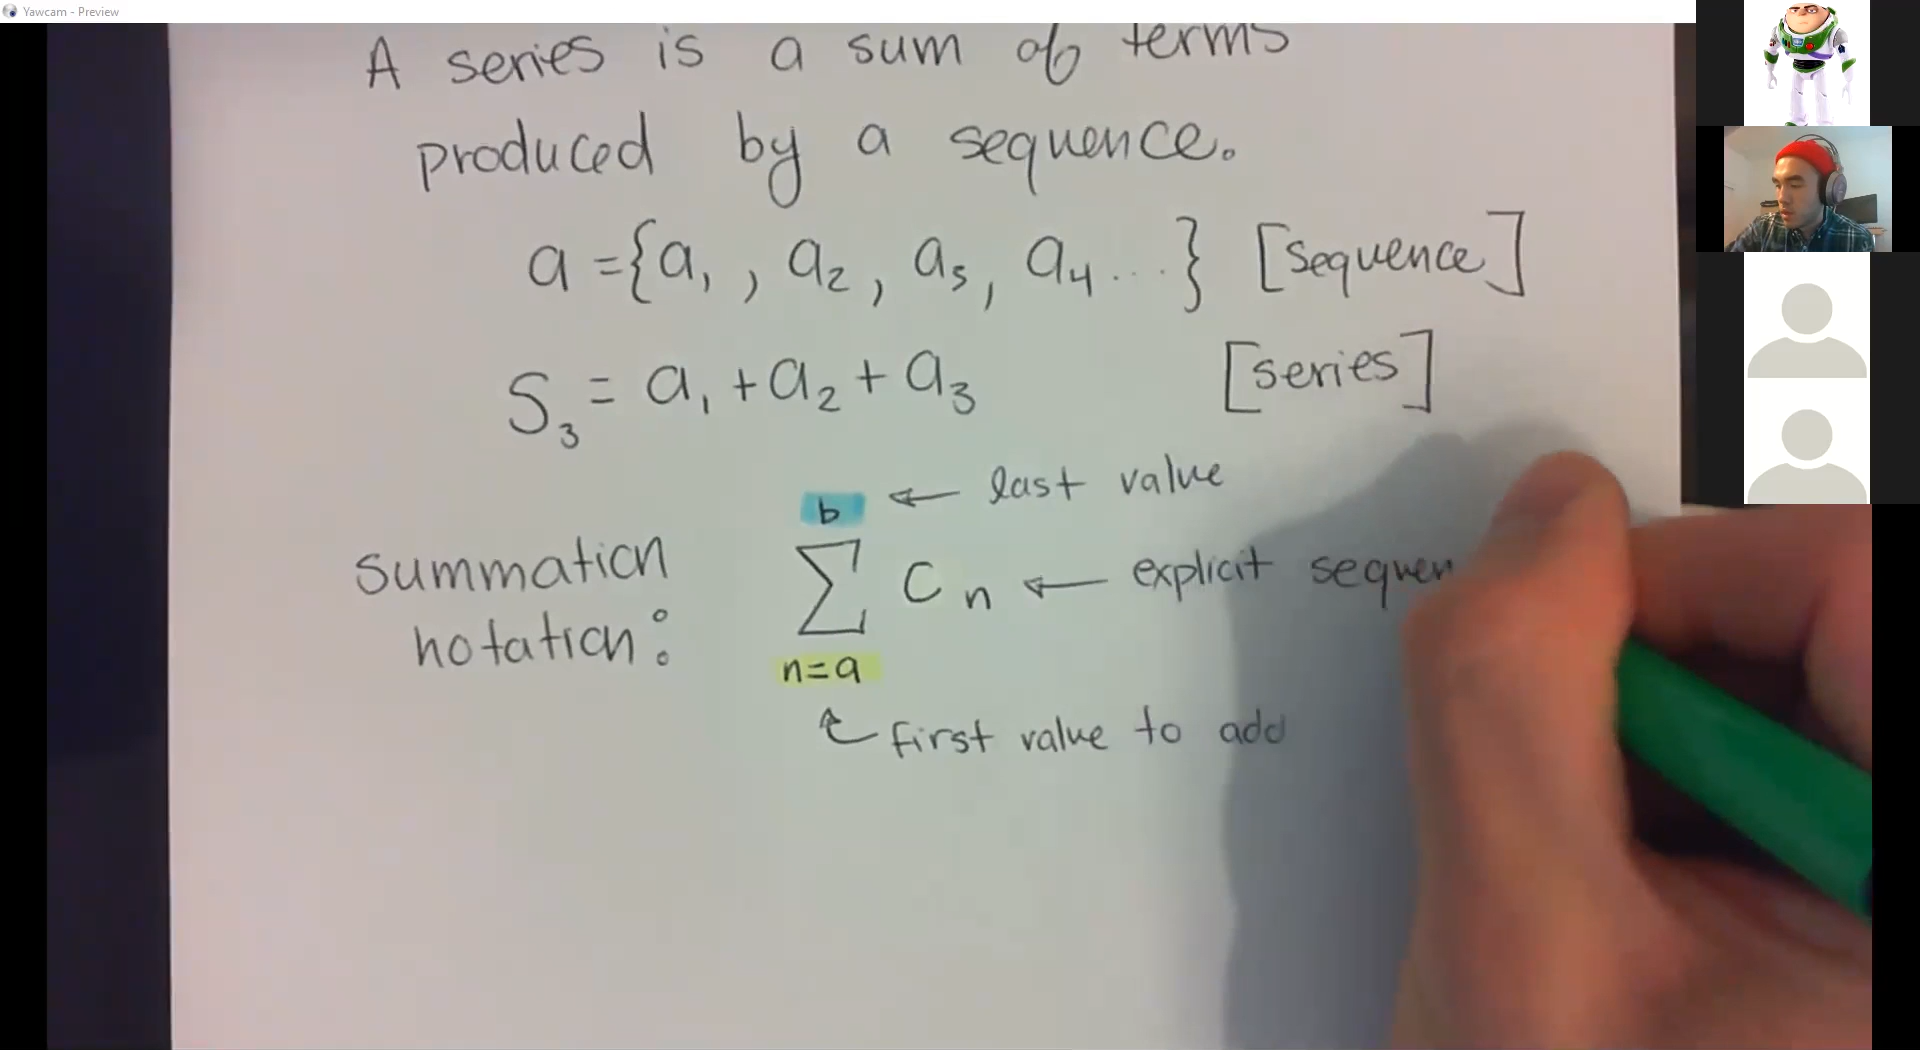 Yawcam - Preview
A series is a sum of terms
produced by a sequence.
a = {a₁, a₂, a₃, a₄...} [sequence]
S₃ = a₁ + a₂ + a₃ [series]
b ← last value
summation notation: Σ Cₙ ← explicit sequen
n=a
first value to add